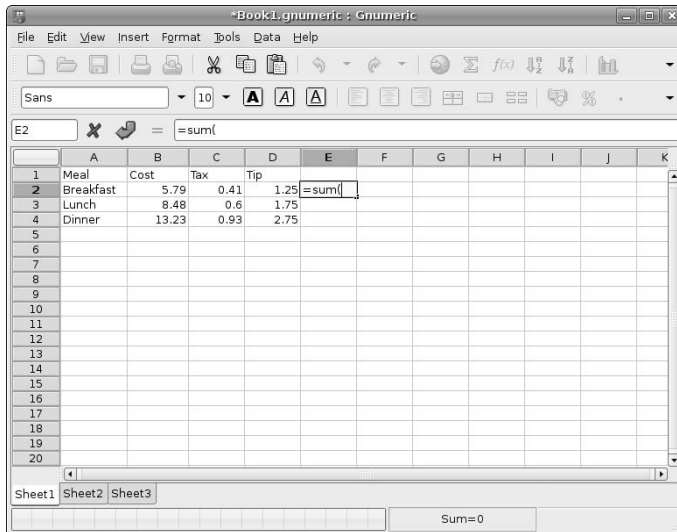 *Book1.gnumeric : Gnumeric
File Edit View Insert Format Tools Data Help
f(x)
Sans 10 A A A %
E2 = =sum(
A B C D E F G H I J K
1 Meal Cost Tax Tip
2 Breakfast 5.79 0.41 1.25 =sum(
3 Lunch 8.48 0.6 1.75
4 Dinner 13.23 0.93 2.75
5
6
7
8
9
10
11
12
13
14
15
16
17
18
19
20
Sheet1 Sheet2 Sheet3
Sum=0